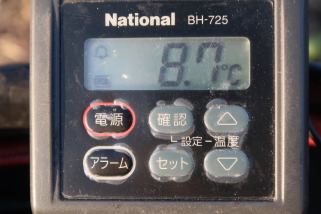 National BH-725
8.7℃
電源 確認 △
設定 温度
アラーム セット ▽